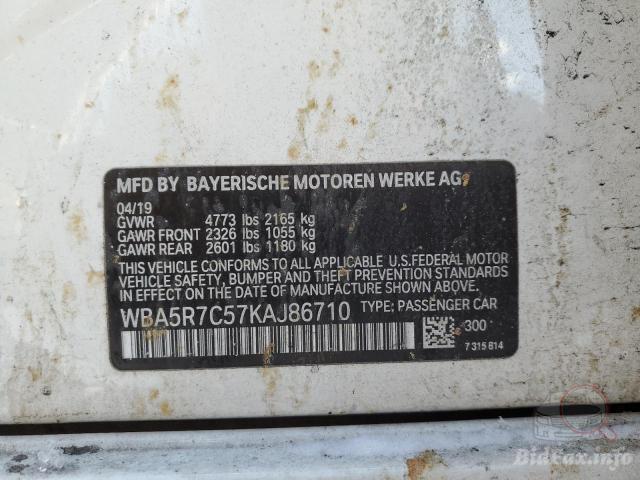 MFD BY BAYERISCHE MOTOREN WERKE AG
04/19
GVWR 4773 lbs 2165 kg
GAWR FRONT 2326 lbs 1055 kg
GAWR REAR 2601 lbs 1180 kg
THIS VEHICLE CONFORMS TO ALL APPLICABLE U.S.FEDERAL MOTOR
VEHICLE SAFETY, BUMPER, AND THEFT PREVENTION
STANDARDS IN EFFECT ON THE DATE OF MANUFACTURE SHOWN ABOVE.
WBA5R7C57KAJ86710 TYPE: PASSENGER CAR
300
7 315 814
BidFax.info